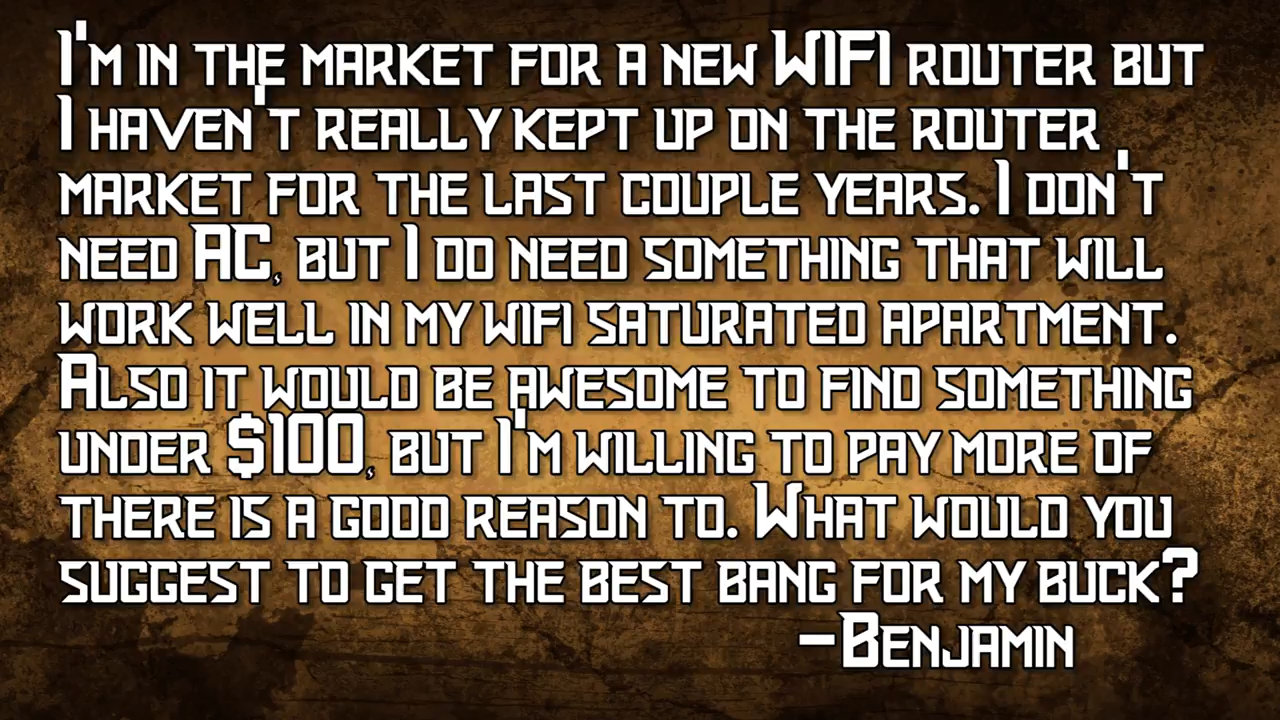 I'm in the market for a new WIFI router but
I haven't really kept up on the router
market for the last couple years. I don't
need AC, but I do need something that will
work well in my wifi saturated apartment.
Also it would be awesome to find something
under $100, but I'm willing to pay more of
there is a good reason to. What would you
suggest to get the best bang for my buck?
–Benjamin